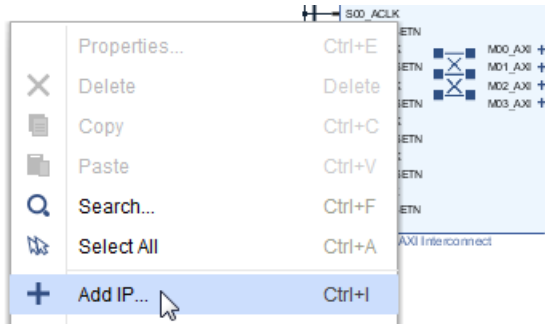 S00_ACLK
Properties... Ctrl+E
Delete Delete
Copy Ctrl+C
Paste Ctrl+V
Search... Ctrl+F
Select All Ctrl+A
Add IP... Ctrl+I
M00_AXI
M01_AXI
M02_AXI
M03_AXI
AXI Interconnect